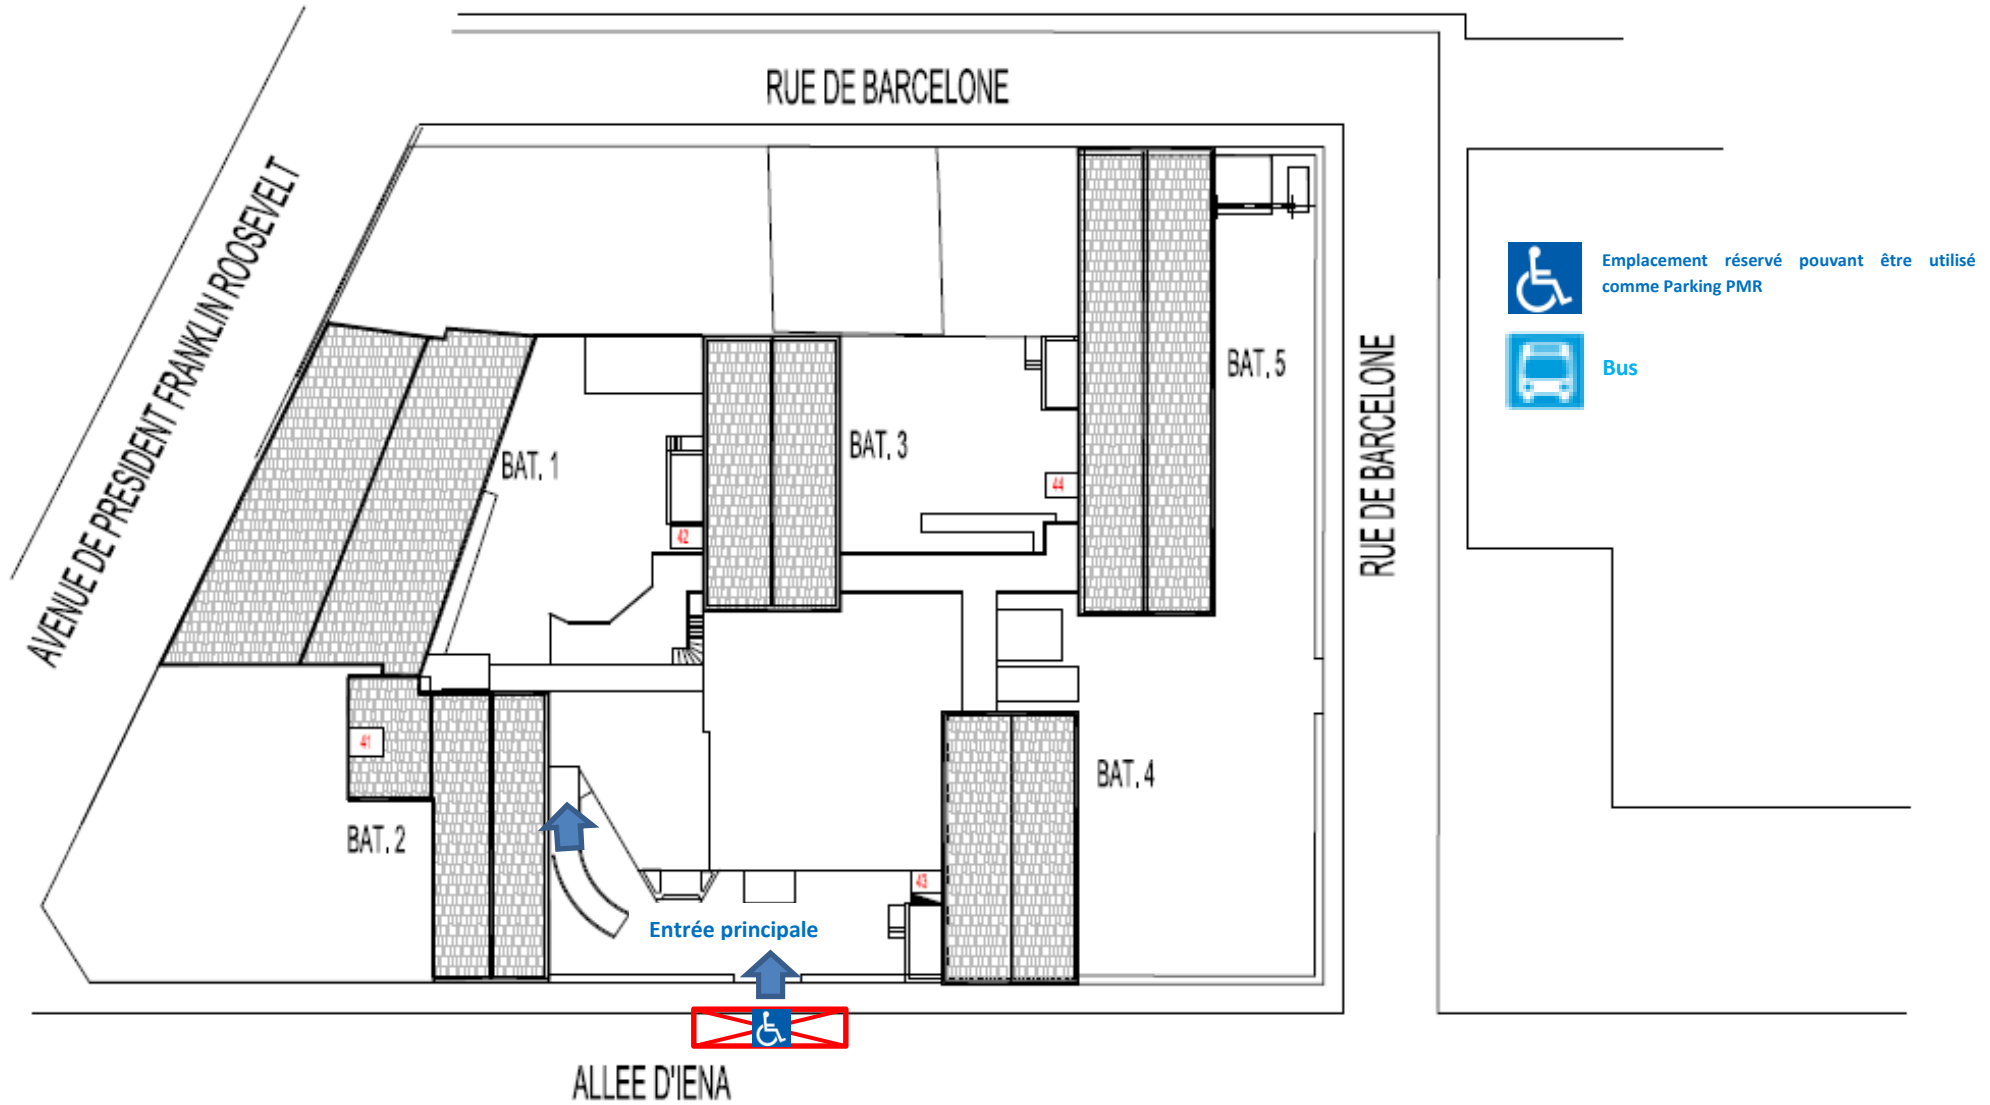 RUE DE BARCELONE
AVENUE DE PRESIDENT FRANKLIN ROOSEVELT
Emplacement réservé pouvant être utilisé
comme Parking PMR
Bus
RUE DE BARCELONE
BAT. 5
BAT. 3
BAT. 1
44
42
41
BAT. 4
BAT. 2
43
Entrée principale
ALLEE D'IENA